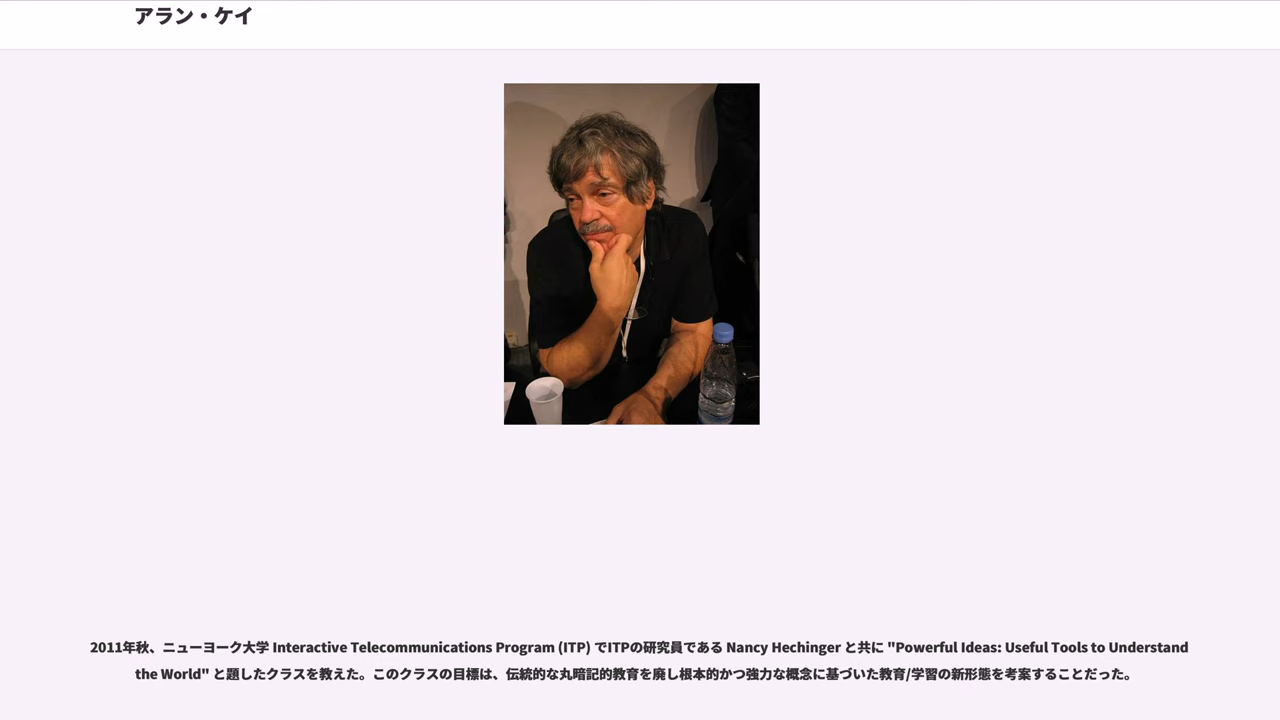 アラン・ケイ
2011年秋、ニューヨーク大学 Interactive Telecommunications Program (ITP) でITPの研究員である Nancy Hechinger と共に "Powerful Ideas: Useful Tools to Understand
the World" と題したクラスを教えた。このクラスの目標は、伝統的な丸暗記的教育を廃し根本的かつ強力な概念に基づいた教育/学習の新形態を考案することだった。